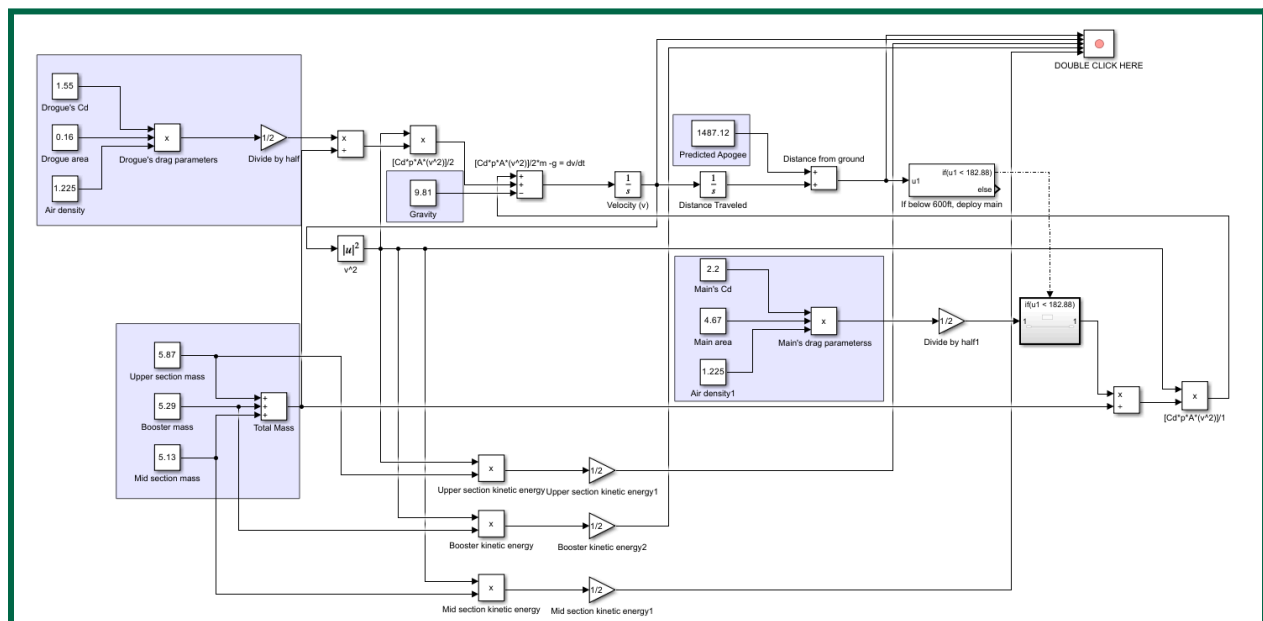 DOUBLE CLICK HERE
1.55
Drogue's Cd
0.16
Drogue area
1.225
Air density
x
Drogue's drag parameters
1/2
Divide by half
x
÷
x
[Cd*p*A*(v^2)]/2
9.81
Gravity
[Cd*p*A*(v^2)]/2*m -g = dv/dt
+
+
−
1
s
Velocity (v)
1487.12
Predicted Apogee
1
s
Distance Traveled
Distance from ground
+
+
u1
if(u1 < 182.88)
else
If below 600ft, deploy main
|u|²
v^2
2.2
Main's Cd
4.67
Main area
1.225
Air density1
x
Main's drag parameterss
1/2
Divide by half1
if(u1 < 182.88)
1
1
x
÷
x
[Cd*p*A*(v^2)]/1
5.87
Upper section mass
5.29
Booster mass
5.13
Mid section mass
+
+
+
Total Mass
x
Upper section kinetic energy
1/2
Upper section kinetic energy1
x
Booster kinetic energy
1/2
Booster kinetic energy2
x
Mid section kinetic energy
1/2
Mid section kinetic energy1